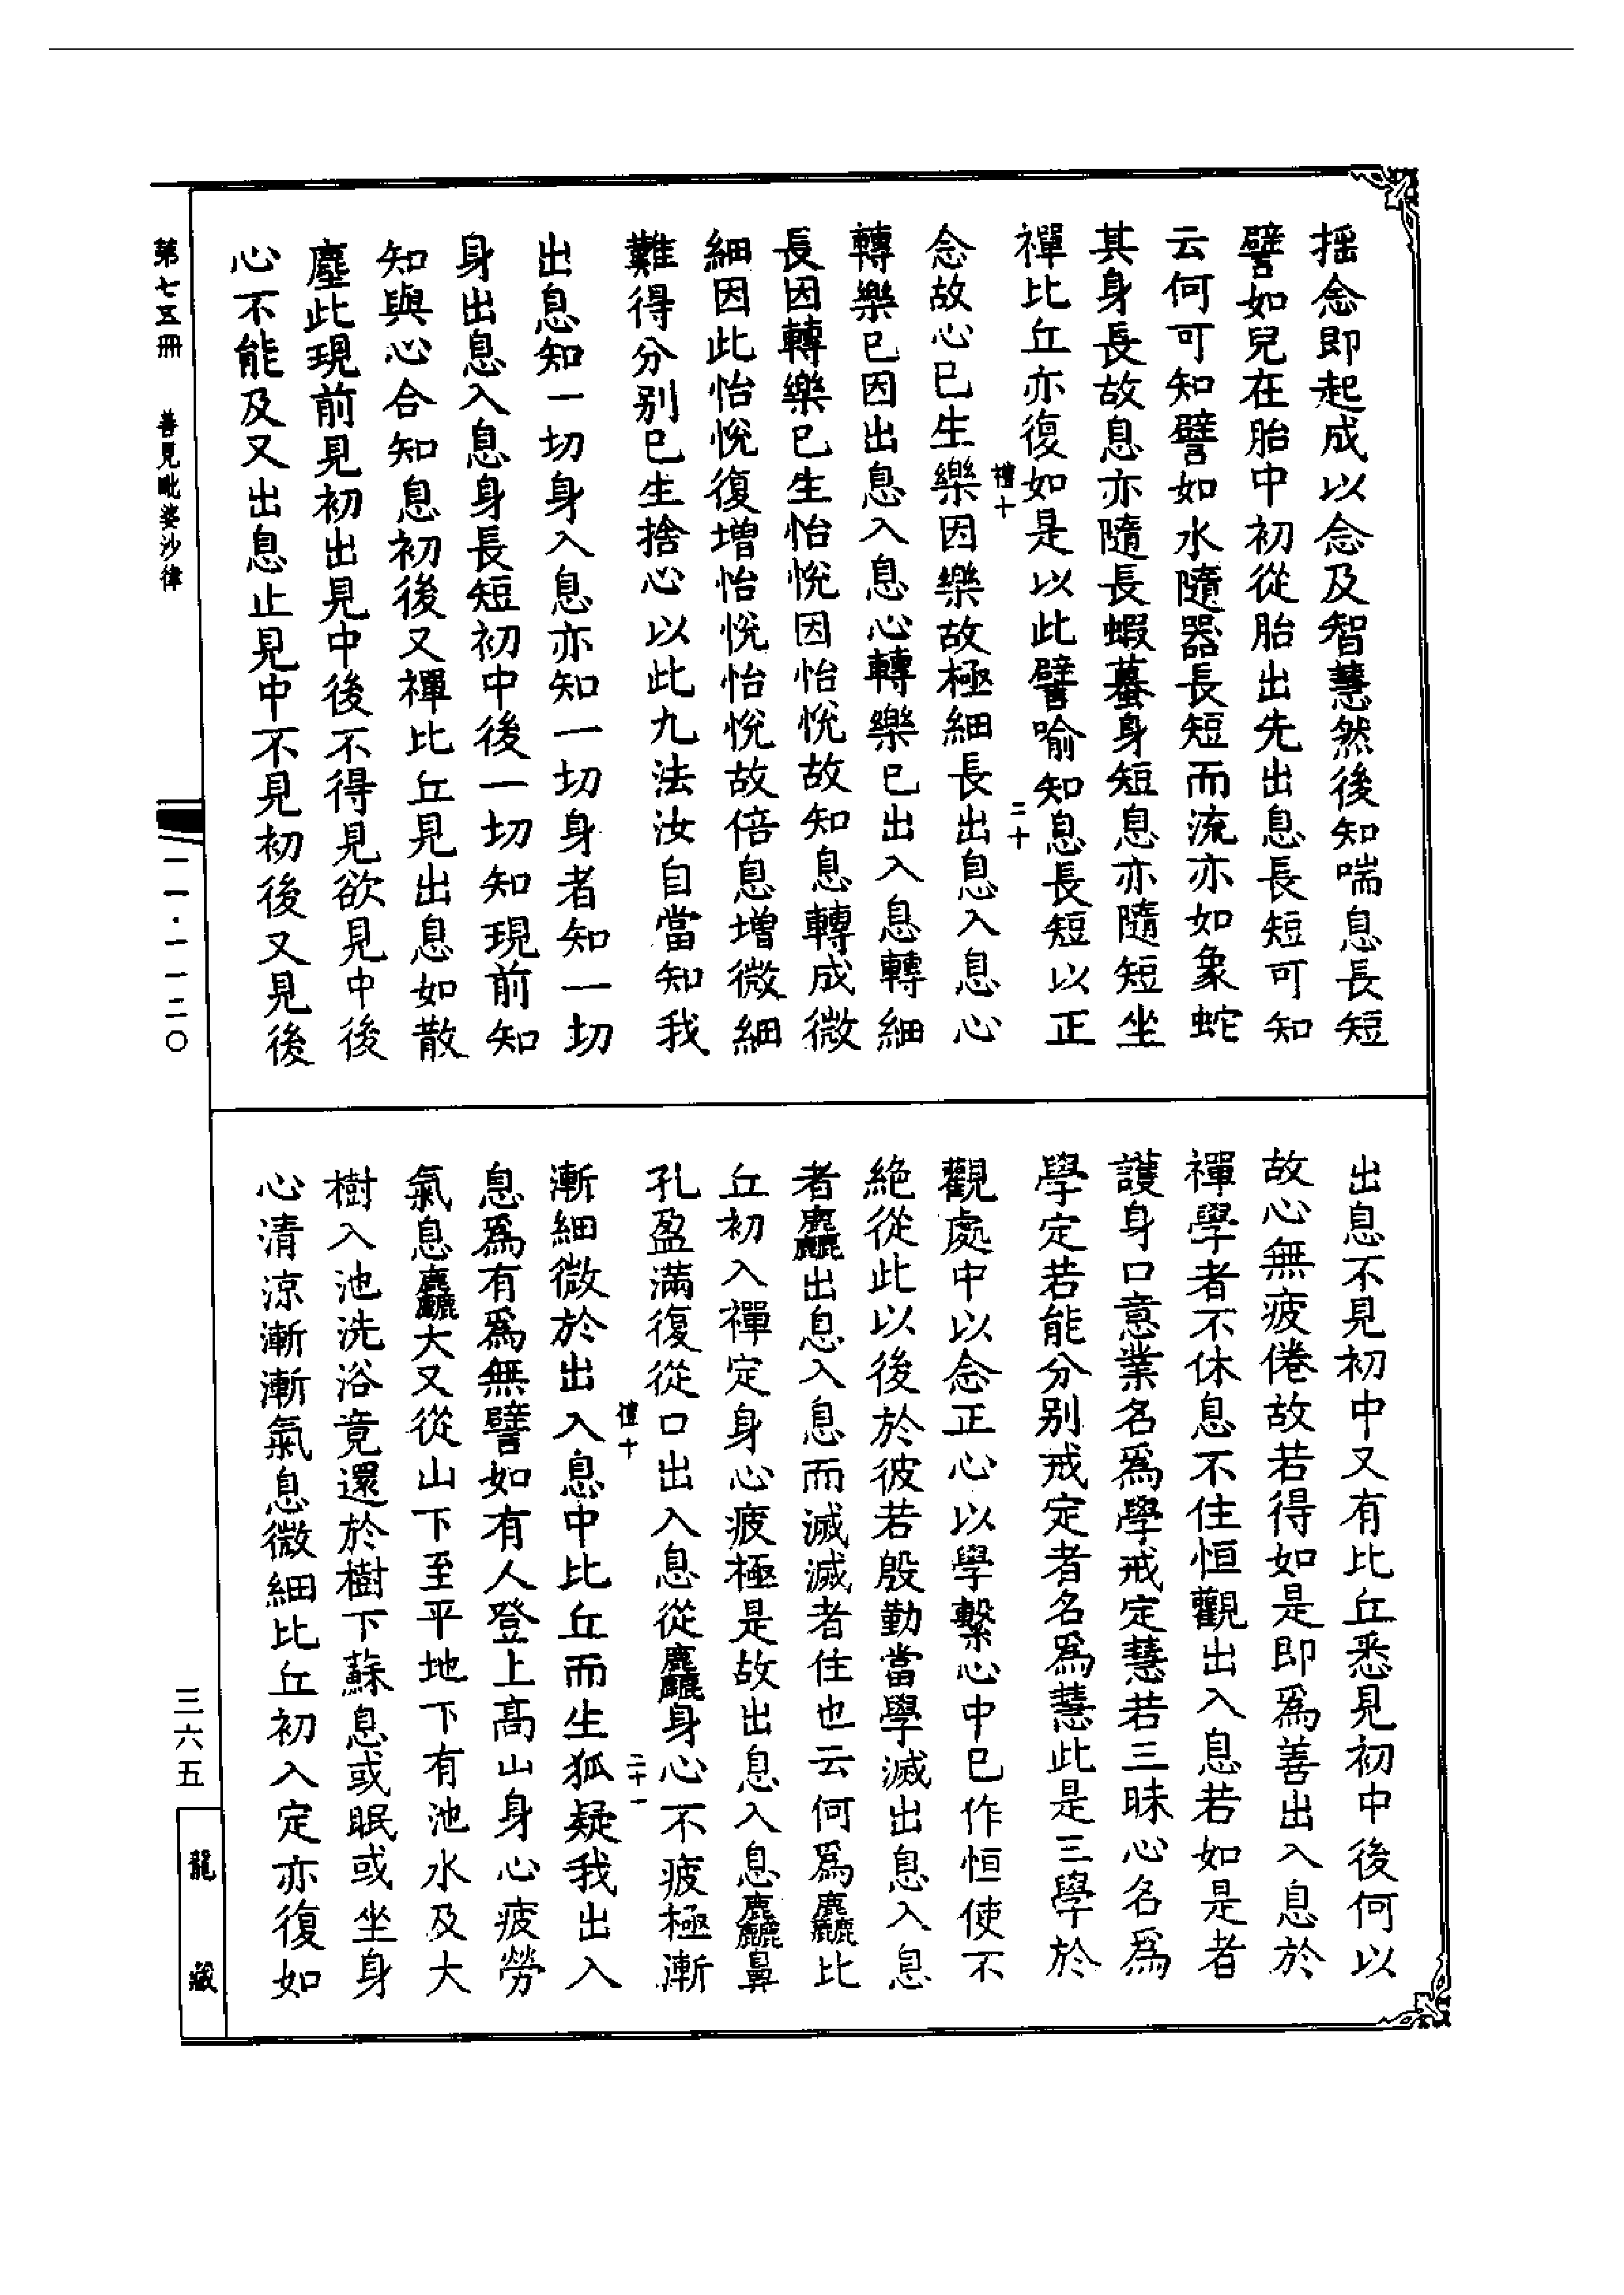 揺念即起成以念及智慧然後知喘息長短
譬如兒在胎中初從胎出先出息長短可知
云何可知譬如水隨器長短而流亦如象蛇
其身長故息亦隨長蝦蟇身短息亦隨短坐
禪比丘亦復如是以此譬喻知息長短以正
禮十
二十
念故心已生樂因樂故極細長出息入息心
轉樂已因出息入息心轉樂已出入息轉細
長因轉樂已生怡悅因怡悅故知息轉成微
細因此怡悅復增怡悅怡悅故倍息增微細
難得分別已生捨心以此九法汝自當知我
出息知一切身入息亦知一切身者知一切
身出息入息身長短初中後一切知現前知
知與心合知息初後又禪比丘見出息如散
塵此現前見初出見中後不得見欲見中後
心不能及又出息止見中不見初後又見後
出息不見初中又有比丘悉見初中後何以
故心無疲倦故若得如是即爲善出入息於
禪學者不休息不住恒觀出入息若如是者
護身口意業名爲學戒定慧若三昧心名爲
學定若能分别戒定者名爲慧此是三學於
觀處中以念正心以學繫心中已作恒使不
絶從此以後於彼若殷勤當學滅出息入息
者麤出息入息而滅滅者住也云何爲麤比
丘初入禪定身心疲極是故出息入息麤鼻
孔盈滿復從口出入息從麤身心不疲極漸
禮十
二十一
漸細微於出入息中比丘而生狐疑我出入
息爲有爲無譬如有人登上高山身心疲勞
氣息麤大又從山下至平地下有池水及大
樹入池洗浴竟還於樹下蘇息或眠或坐身
心清涼漸漸氣息微細比丘初入定亦復如
第七五冊　善見毗婆沙律
一一·一一二〇
三六五
龍藏